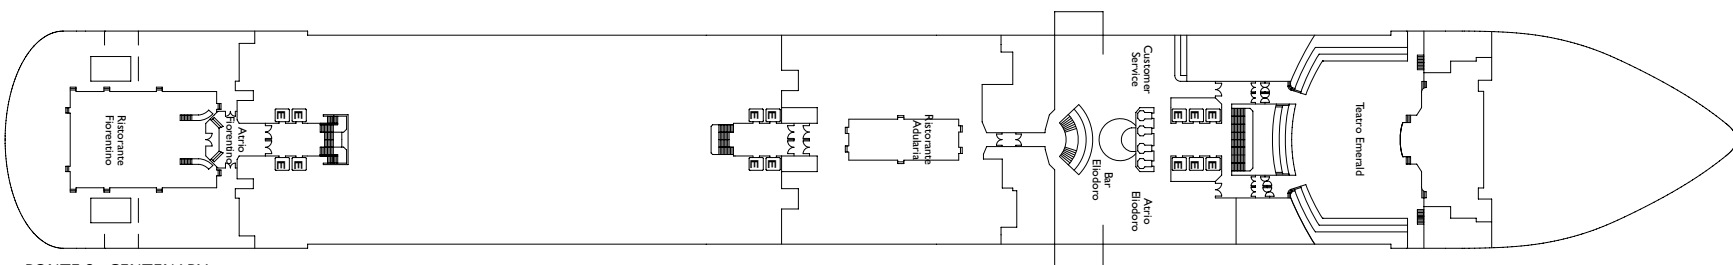 Ristorante
Fiorentino
Atrio
Fiorentino
E E
E E
E E
E E
Ristorante
Adularia
Customer
Service
Bar
Eliodoro
Atrio
Eliodoro
E E E
E E E
Teatro Emerald